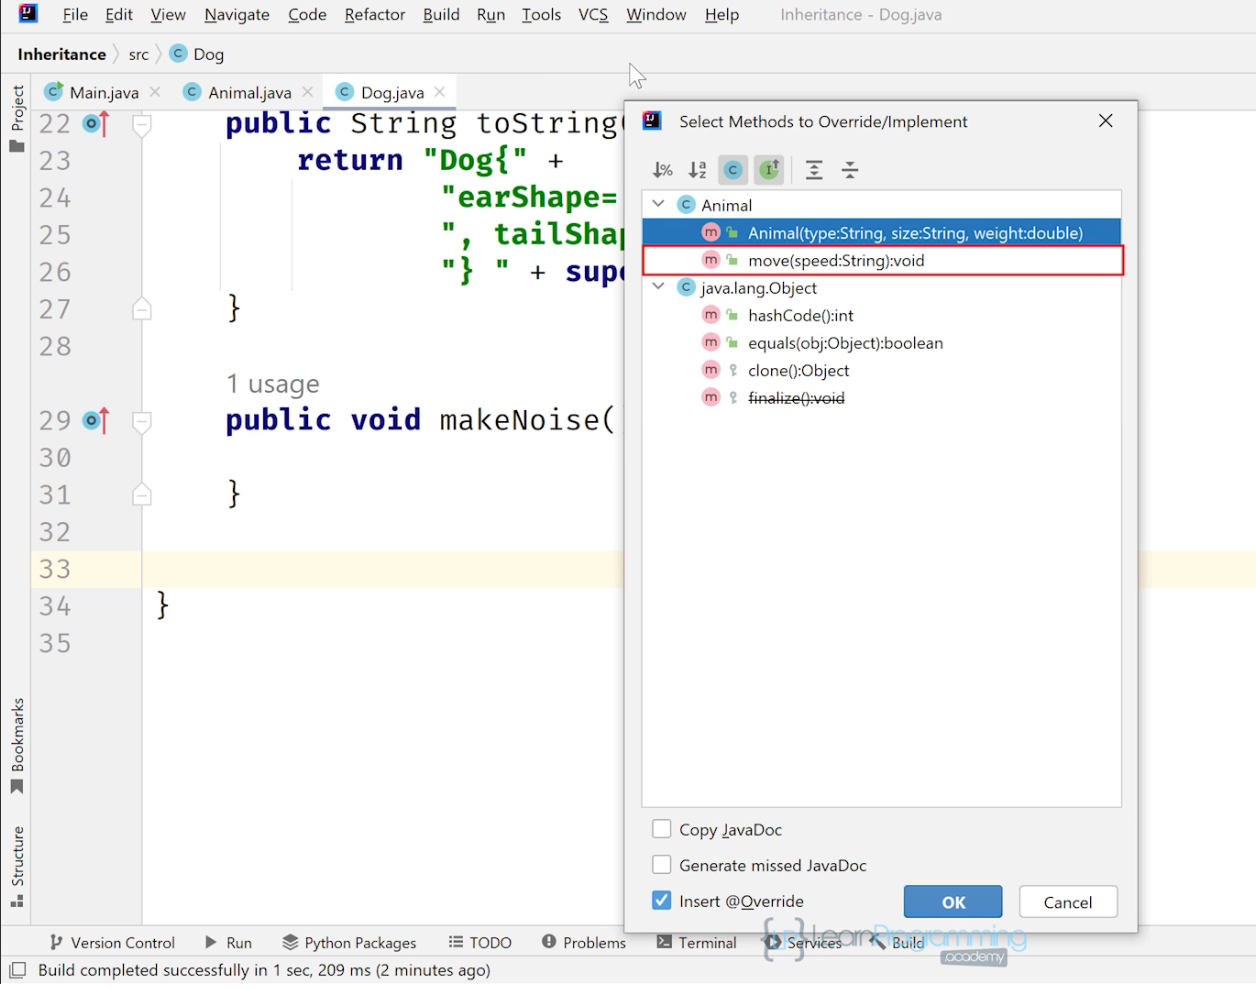 File Edit View Navigate Code Refactor Build Run Tools VCS Window Help Inheritance - Dog.java
Inheritance src Dog
Main.java Animal.java Dog.java
Project
22 public String toString(
23 return "Dog{" +
24 "earShape=
25 ", tailShap
26 "} " + supe
27 }
28
1 usage
29 public void makeNoise(
30
31 }
32
33
34 }
35
Bookmarks
Structure
Select Methods to Override/Implement
Animal
Animal(type:String, size:String, weight:double)
move(speed:String):void
java.lang.Object
hashCode():int
equals(obj:Object):boolean
clone():Object
finalize():void
Copy JavaDoc
Generate missed JavaDoc
Insert @Override
OK Cancel
Version Control Run Python Packages TODO Problems Terminal Services Build
LearnProgramming
.academy
Build completed successfully in 1 sec, 209 ms (2 minutes ago)